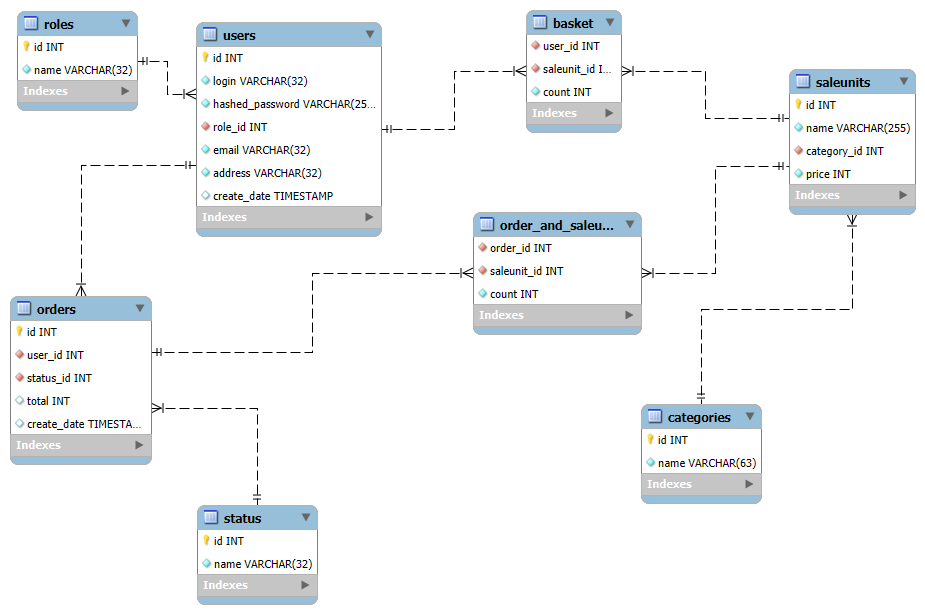 roles
id INT
name VARCHAR(32)
Indexes
users
id INT
login VARCHAR(32)
hashed_password VARCHAR(25...
role_id INT
email VARCHAR(32)
address VARCHAR(32)
create_date TIMESTAMP
Indexes
basket
user_id INT
saleunit_id I...
count INT
Indexes
saleunits
id INT
name VARCHAR(255)
category_id INT
price INT
Indexes
order_and_saleu...
order_id INT
saleunit_id INT
count INT
Indexes
orders
id INT
user_id INT
status_id INT
total INT
create_date TIMESTA...
Indexes
categories
id INT
name VARCHAR(63)
Indexes
status
id INT
name VARCHAR(32)
Indexes